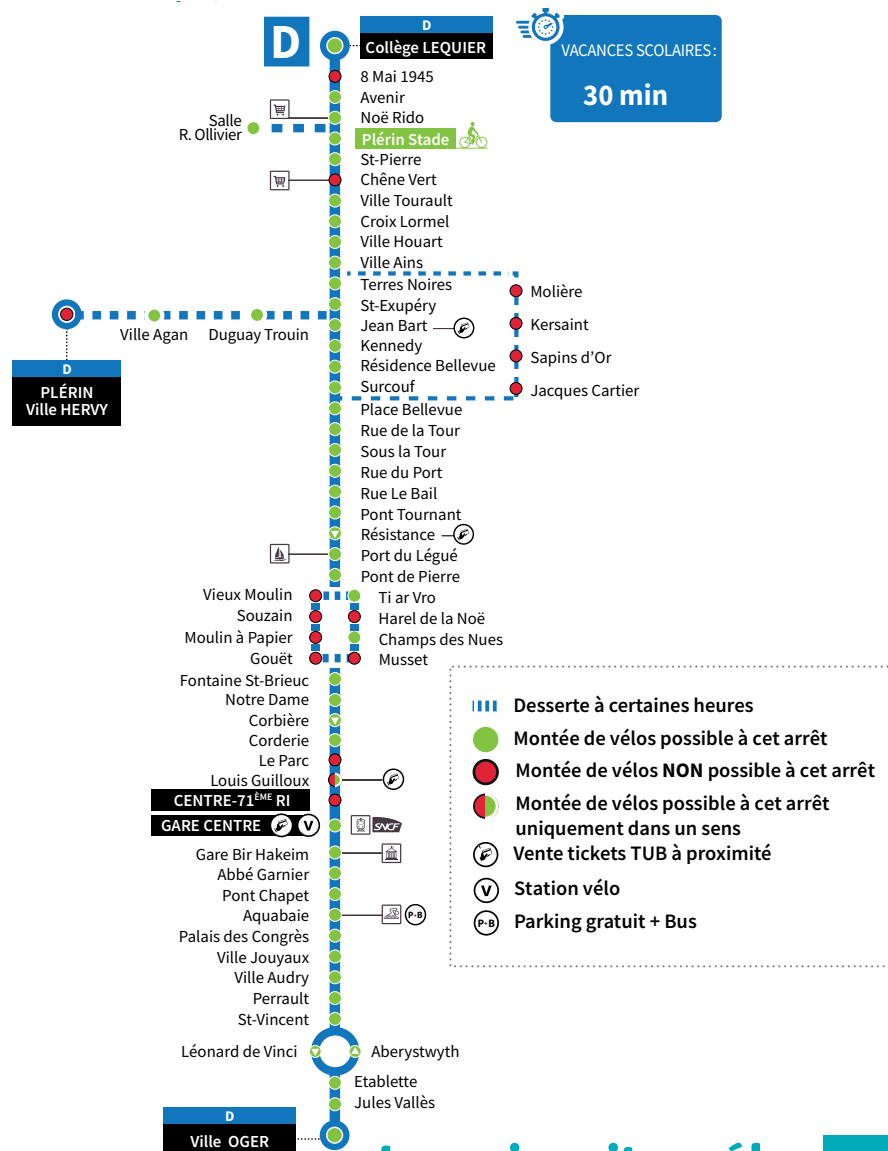 D
D
Collège LEQUIER
VACANCES SCOLAIRES :
30 min
8 Mai 1945
Avenir
Noë Rido
Salle
R. Ollivier
Plérin Stade
St-Pierre
Chêne Vert
Ville Tourault
Croix Lormel
Ville Houart
Ville Ains
Terres Noires
St-Exupéry
Jean Bart
Kennedy
Résidence Bellevue
Surcouf
Molière
Kersaint
Sapins d'Or
Jacques Cartier
Ville Agan
Duguay Trouin
D
PLÉRIN
Ville HERVY
Place Bellevue
Rue de la Tour
Sous la Tour
Rue du Port
Rue Le Bail
Pont Tournant
Résistance
Port du Légué
Pont de Pierre
Vieux Moulin
Souzain
Moulin à Papier
Gouët
Ti ar Vro
Harel de la Noë
Champs des Nues
Musset
Fontaine St-Brieuc
Notre Dame
Corbière
Corderie
Le Parc
Louis Guilloux
CENTRE-71ÈME RI
GARE CENTRE V SNCF
Gare Bir Hakeim
Abbé Garnier
Pont Chapet
Aquabaie P+B
Palais des Congrès
Ville Jouyaux
Ville Audry
Perrault
St-Vincent
Léonard de Vinci
Aberystwyth
Etablette
Jules Vallès
D
Ville OGER
Desserte à certaines heures
Montée de vélos possible à cet arrêt
Montée de vélos NON possible à cet arrêt
Montée de vélos possible à cet arrêt
uniquement dans un sens
Vente tickets TUB à proximité
V Station vélo
P+B Parking gratuit + Bus